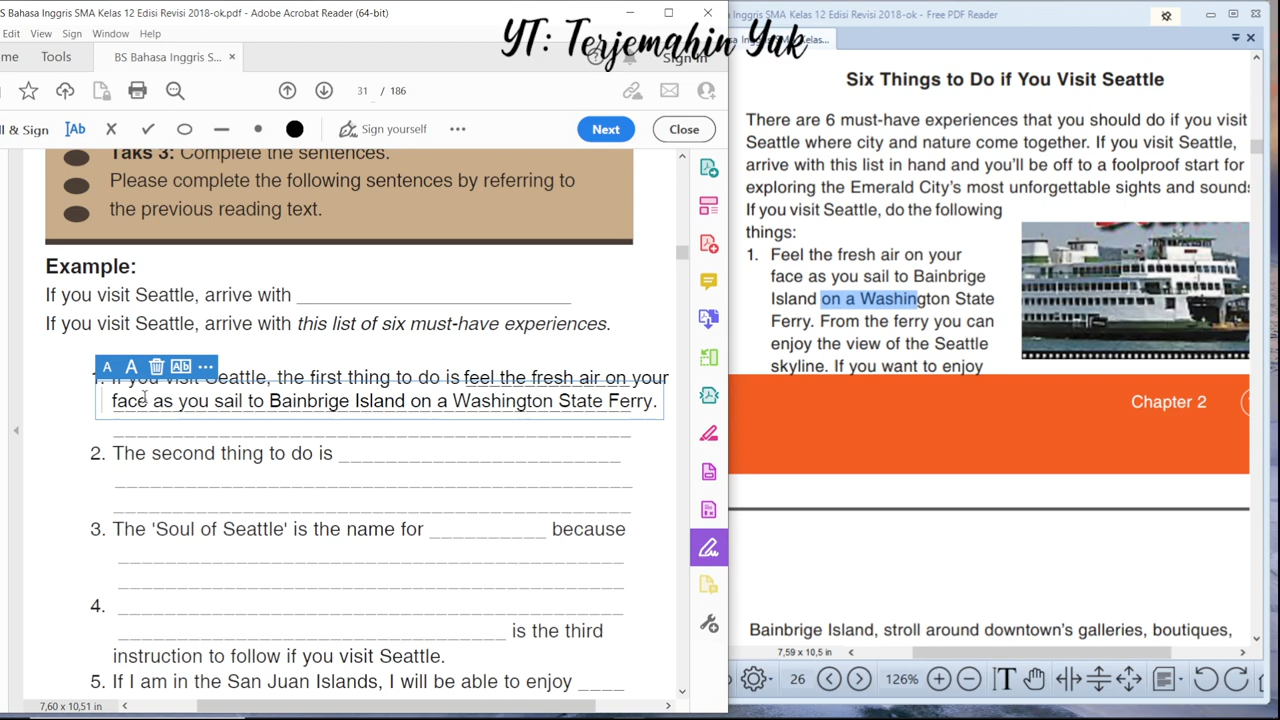 S Bahasa Inggris SMA Kelas 12 Edisi Revisi 2018-ok.pdf - Adobe Acrobat Reader (64-bit)
Edit View Sign Window Help
me Tools BS Bahasa Inggris S... Sign In
YT: Terjemahin Yuk
31 / 186
ll & Sign Ab Sign yourself Next Close
Taks 3: Complete the sentences.
Please complete the following sentences by referring to
the previous reading text.
Example:
If you visit Seattle, arrive with
If you visit Seattle, arrive with this list of six must-have experiences.
A A Ab
1. If you visit Seattle, the first thing to do is feel the fresh air on your
face as you sail to Bainbrige Island on a Washington State Ferry.
2. The second thing to do is
3. The 'Soul of Seattle' is the name for __________ because
4.
is the third
instruction to follow if you visit Seattle.
5. If I am in the San Juan Islands, I will be able to enjoy ____
7,60 x 10,51 in
Inggris SMA Kelas 12 Edisi Revisi 2018-ok - Free PDF Reader
Six Things to Do if You Visit Seattle
There are 6 must-have experiences that you should do if you visit
Seattle where city and nature come together. If you visit Seattle,
arrive with this list in hand and you'll be off to a foolproof start for
exploring the Emerald City's most unforgettable sights and sounds
If you visit Seattle, do the following
things:
1. Feel the fresh air on your
face as you sail to Bainbrige
Island on a Washington State
Ferry. From the ferry you can
enjoy the view of the Seattle
skyline. If you want to enjoy
Chapter 2
Bainbrige Island, stroll around downtown's galleries, boutiques,
7,59 x 10,5 in
26 126%